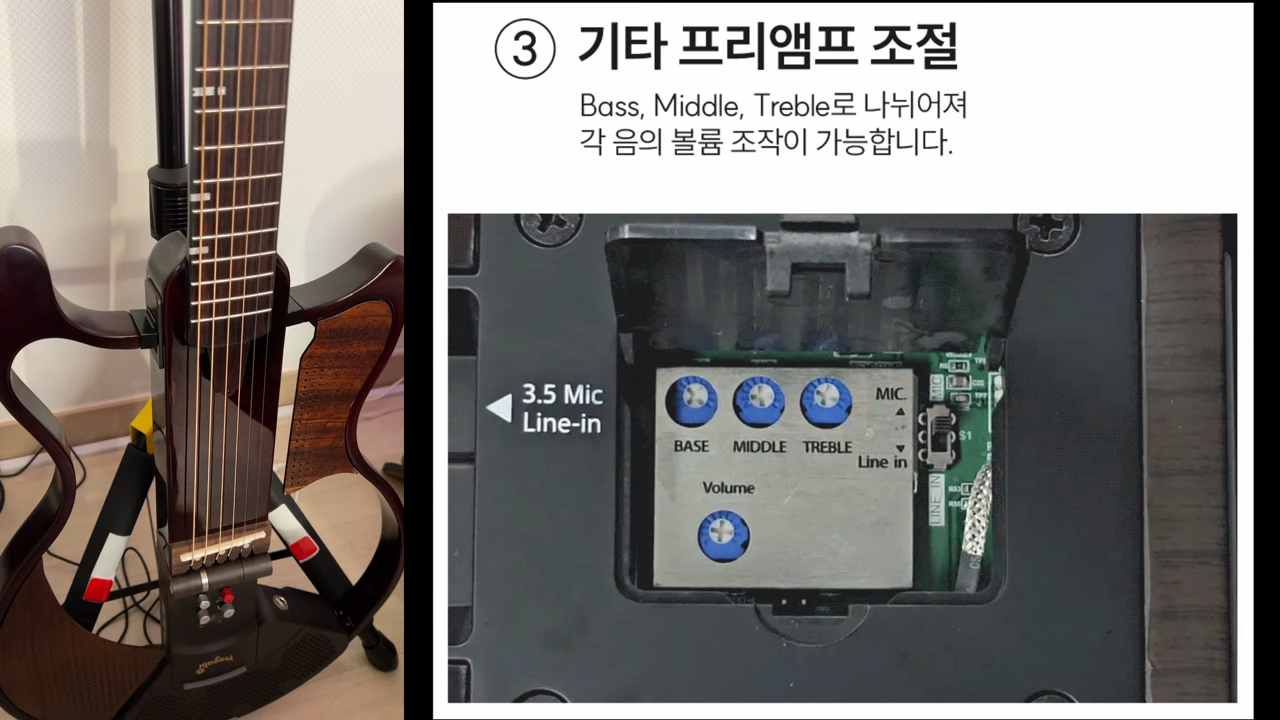 ③ 기타 프리앰프 조절
Bass, Middle, Treble로 나뉘어져
각 음의 볼륨 조작이 가능합니다.
3.5 Mic
Line-in
BASE
MIDDLE
TREBLE
MIC.
▲
▼
Line in
Volume
MIC
S1
LINE_IN